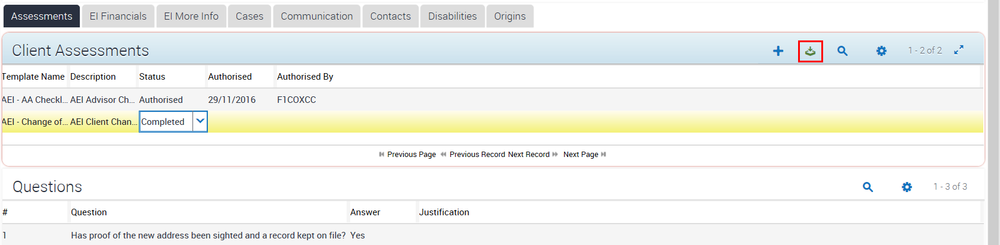 Assessments EI Financials EI More Info Cases Communication Contacts Disabilities Origins
Client Assessments 1 - 2 of 2
Template Name Description Status Authorised Authorised By
AEI - AA Checkl... AEI Advisor Ch... Authorised 29/11/2016 F1COXCC
AEI - Change of... AEI Client Chan... Completed
Previous Page Previous Record Next Record Next Page
Questions 1 - 3 of 3
# Question Answer Justification
1 Has proof of the new address been sighted and a record kept on file? Yes